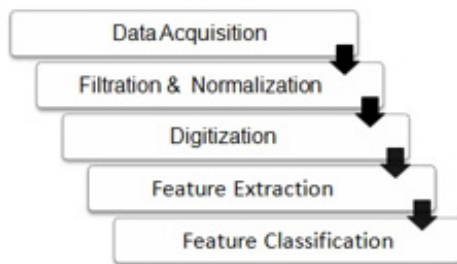 Data Acquisition
Filtration & Normalization
Digitization
Feature Extraction
Feature Classification